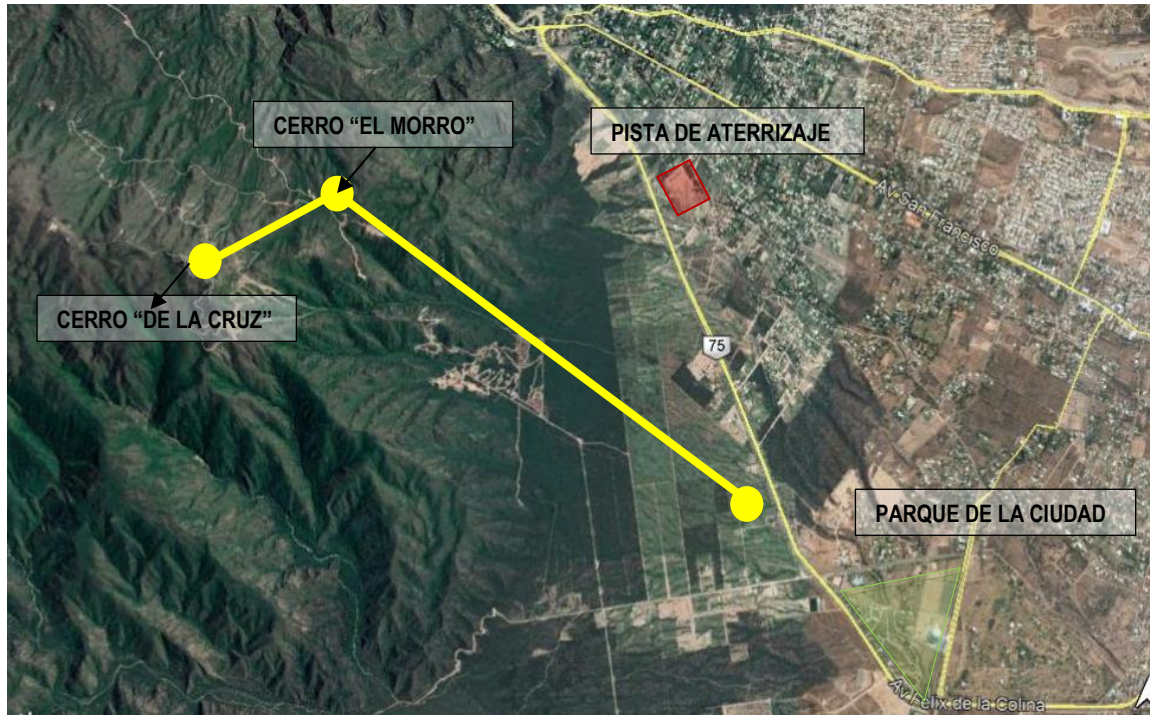 CERRO “EL MORRO”
PISTA DE ATERRIZAJE
Av San Francisco
CERRO “DE LA CRUZ”
75
PARQUE DE LA CIUDAD
Av Felix de la Colina